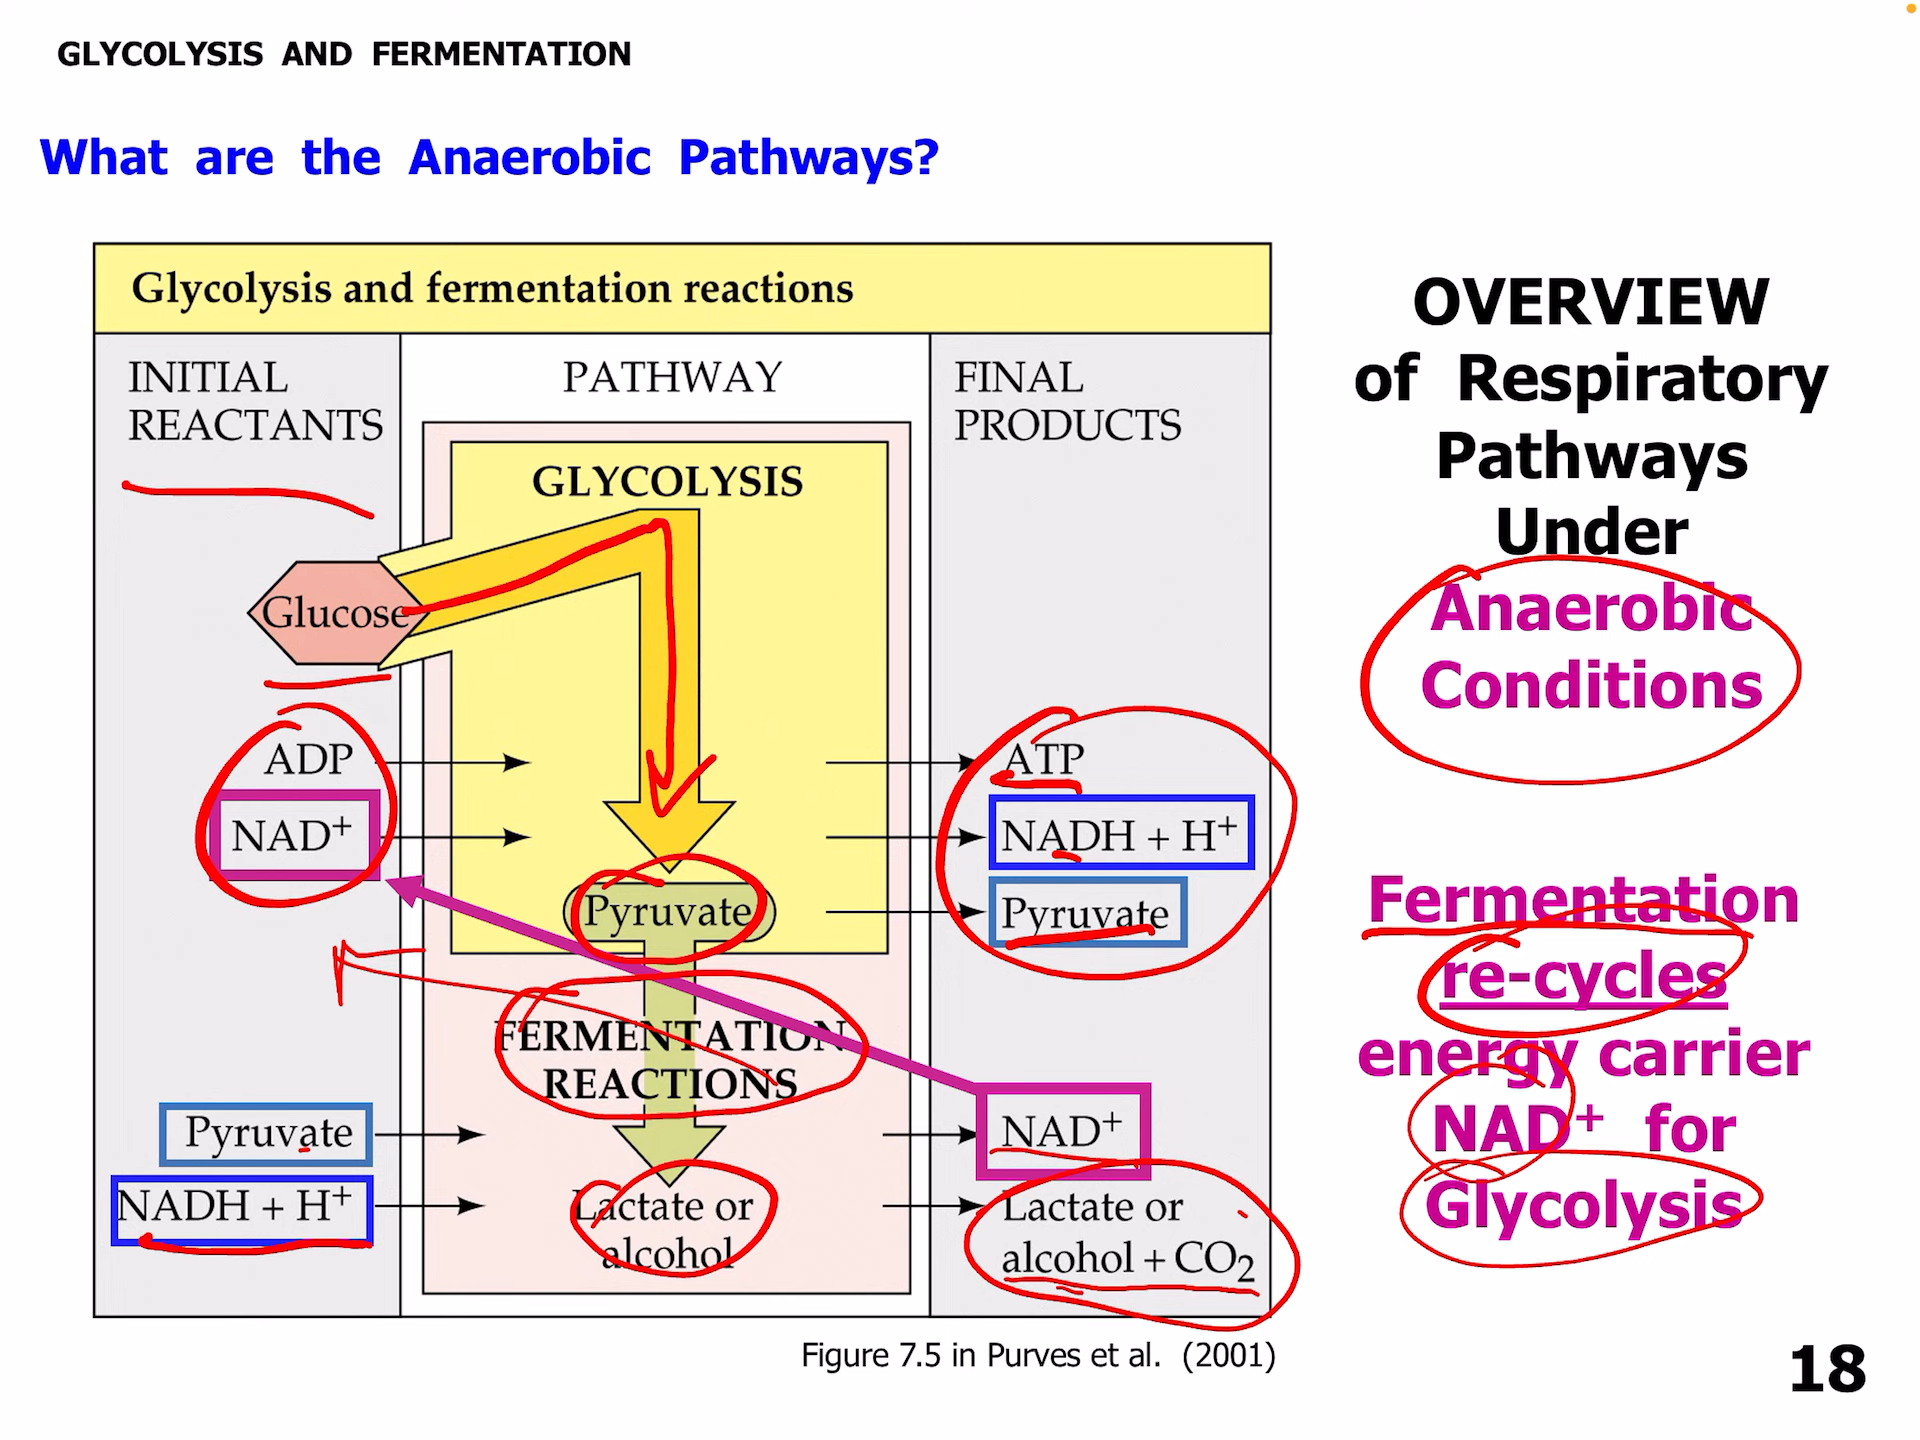 GLYCOLYSIS AND FERMENTATION
What are the Anaerobic Pathways?
Glycolysis and fermentation reactions
INITIAL
REACTANTS
PATHWAY
FINAL
PRODUCTS
GLYCOLYSIS
Glucose
ADP
NAD⁺
ATP
NADH + H⁺
Pyruvate
Pyruvate
FERMENTATION
REACTIONS
Pyruvate
NADH + H⁺
Lactate or
alcohol
NAD⁺
Lactate or
alcohol + CO₂
Figure 7.5 in Purves et al. (2001)
OVERVIEW
of Respiratory
Pathways
Under
Anaerobic
Conditions
Fermentation
re-cycles
energy carrier
NAD⁺ for
Glycolysis
18